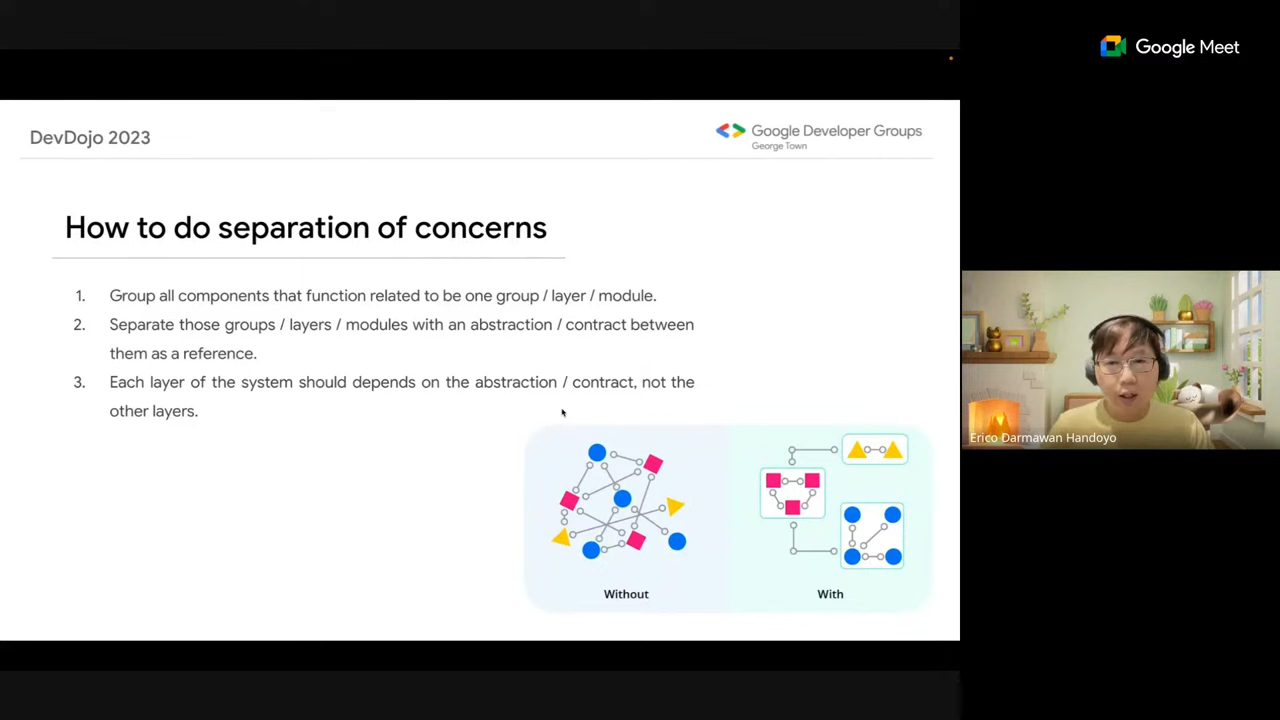 Google Meet
DevDojo 2023
Google Developer Groups
George Town
How to do separation of concerns
1. Group all components that function related to be one group / layer / module.
2. Separate those groups / layers / modules with an abstraction / contract between
them as a reference.
3. Each layer of the system should depends on the abstraction / contract, not the
other layers.
Erico Darmawan Handoyo
Without
With